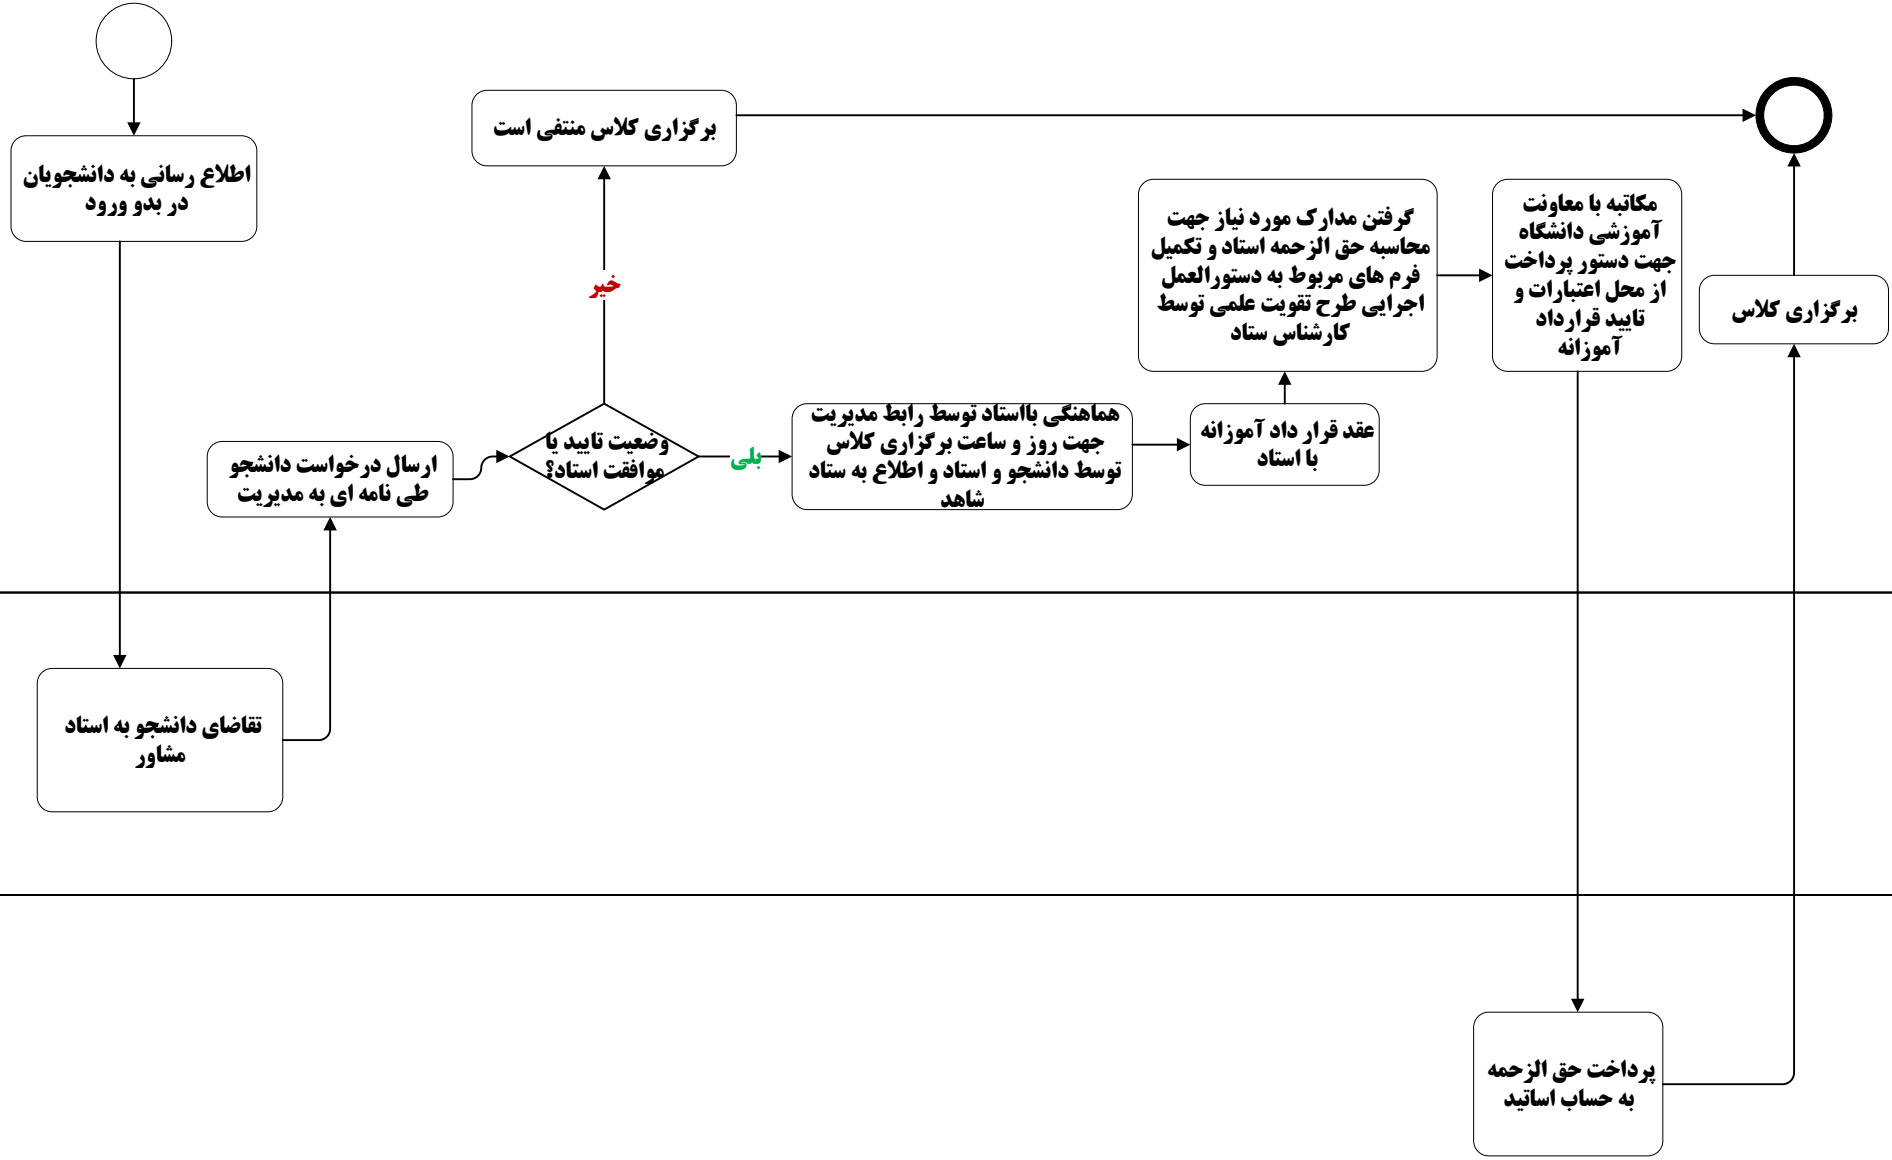 اطلاع رسانی به دانشجویان
در بدو ورود
تقاضای دانشجو به استاد
مشاور
ارسال درخواست دانشجو
طی نامه ای به مدیریت
وضعیت تایید یا
موافقت استاد؟
خیر
برگزاری کلاس منتفی است
بلی
هماهنگی بااستاد توسط رابط مدیریت
جهت روز و ساعت برگزاری کلاس
توسط دانشجو و استاد و اطلاع به ستاد
شاهد
عقد قرار داد آموزانه
با استاد
گرفتن مدارک مورد نیاز جهت
محاسبه حق الزحمه استاد و تکمیل
فرم های مربوط به دستورالعمل
اجرایی طرح تقویت علمی توسط
کارشناس ستاد
مکاتبه با معاونت
آموزشی دانشگاه
جهت دستور پرداخت
از محل اعتبارات و
تایید قرارداد
آموزانه
پرداخت حق الزحمه
به حساب اساتید
برگزاری کلاس